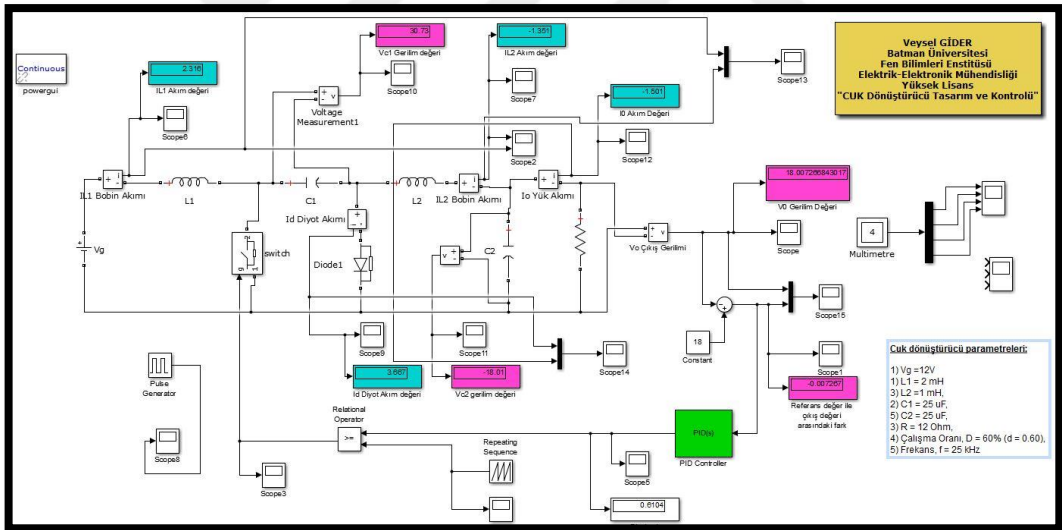 Veysel GİDER
Batman Üniversitesi
Fen Bilimleri Enstitüsü
Elektrik-Elektronik Mühendisliği
Yüksek Lisans
"CUK Dönüştürücü Tasarım ve Kontrolü"
Continuous
powergui
2.316
IL1 Akım değeri
Scope6
30.73
Vc1 Gerilim değeri
Scope10
Voltage
Measurement1
-1.351
IL2 Akım değeri
Scope7
Scope2
-1.501
I0 Akım Değeri
Scope12
Scope13
IL1 Bobin Akımı
L1
C1
L2
IL2 Bobin Akımı
Io Yük Akımı
Id Diyot Akımı
Vg
switch
Diode1
C2
Vo Çıkış Gerilimi
18.007266843017
V0 Gerilim Değeri
Scope
4
Multimetre
Scope15
18
Constant
Scope1
-0.007267
Referans değer ile
çıkış değeri
arasındaki fark
Scope9
Scope11
Scope14
3.667
Id Diyot Akım değeri
-18.01
Vc2 gerilim değeri
Pulse
Generator
Scope8
Relational
Operator
>=
Scope3
Repeating
Sequence
Scope5
PID(s)
PID Controller
0.6104
Cuk dönüştürücü parametreleri:
1) Vg =12V
1) L1 = 2 mH
3) L2 =1 mH,
2) C1 = 25 uF,
5) C2 = 25 uF,
3) R = 12 Ohm,
4) Çalışma Oranı, D = 60% (d = 0.60),
5) Frekans, f = 25 kHz